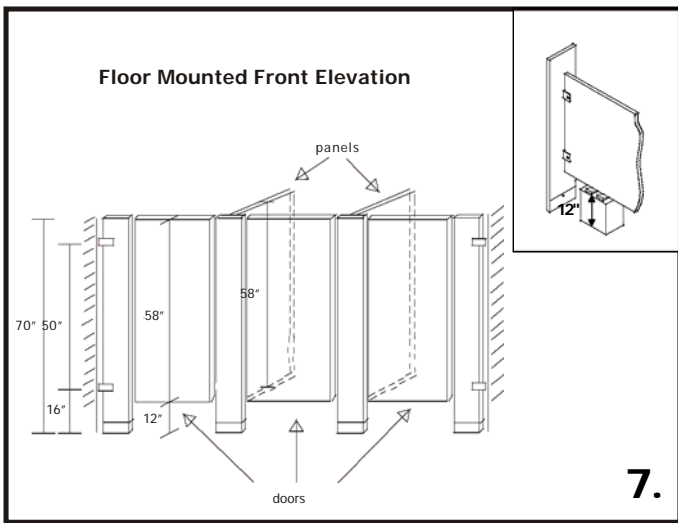 Floor Mounted Front Elevation
12"
panels
70" 50"
58"
58"
16"
12"
doors
7.